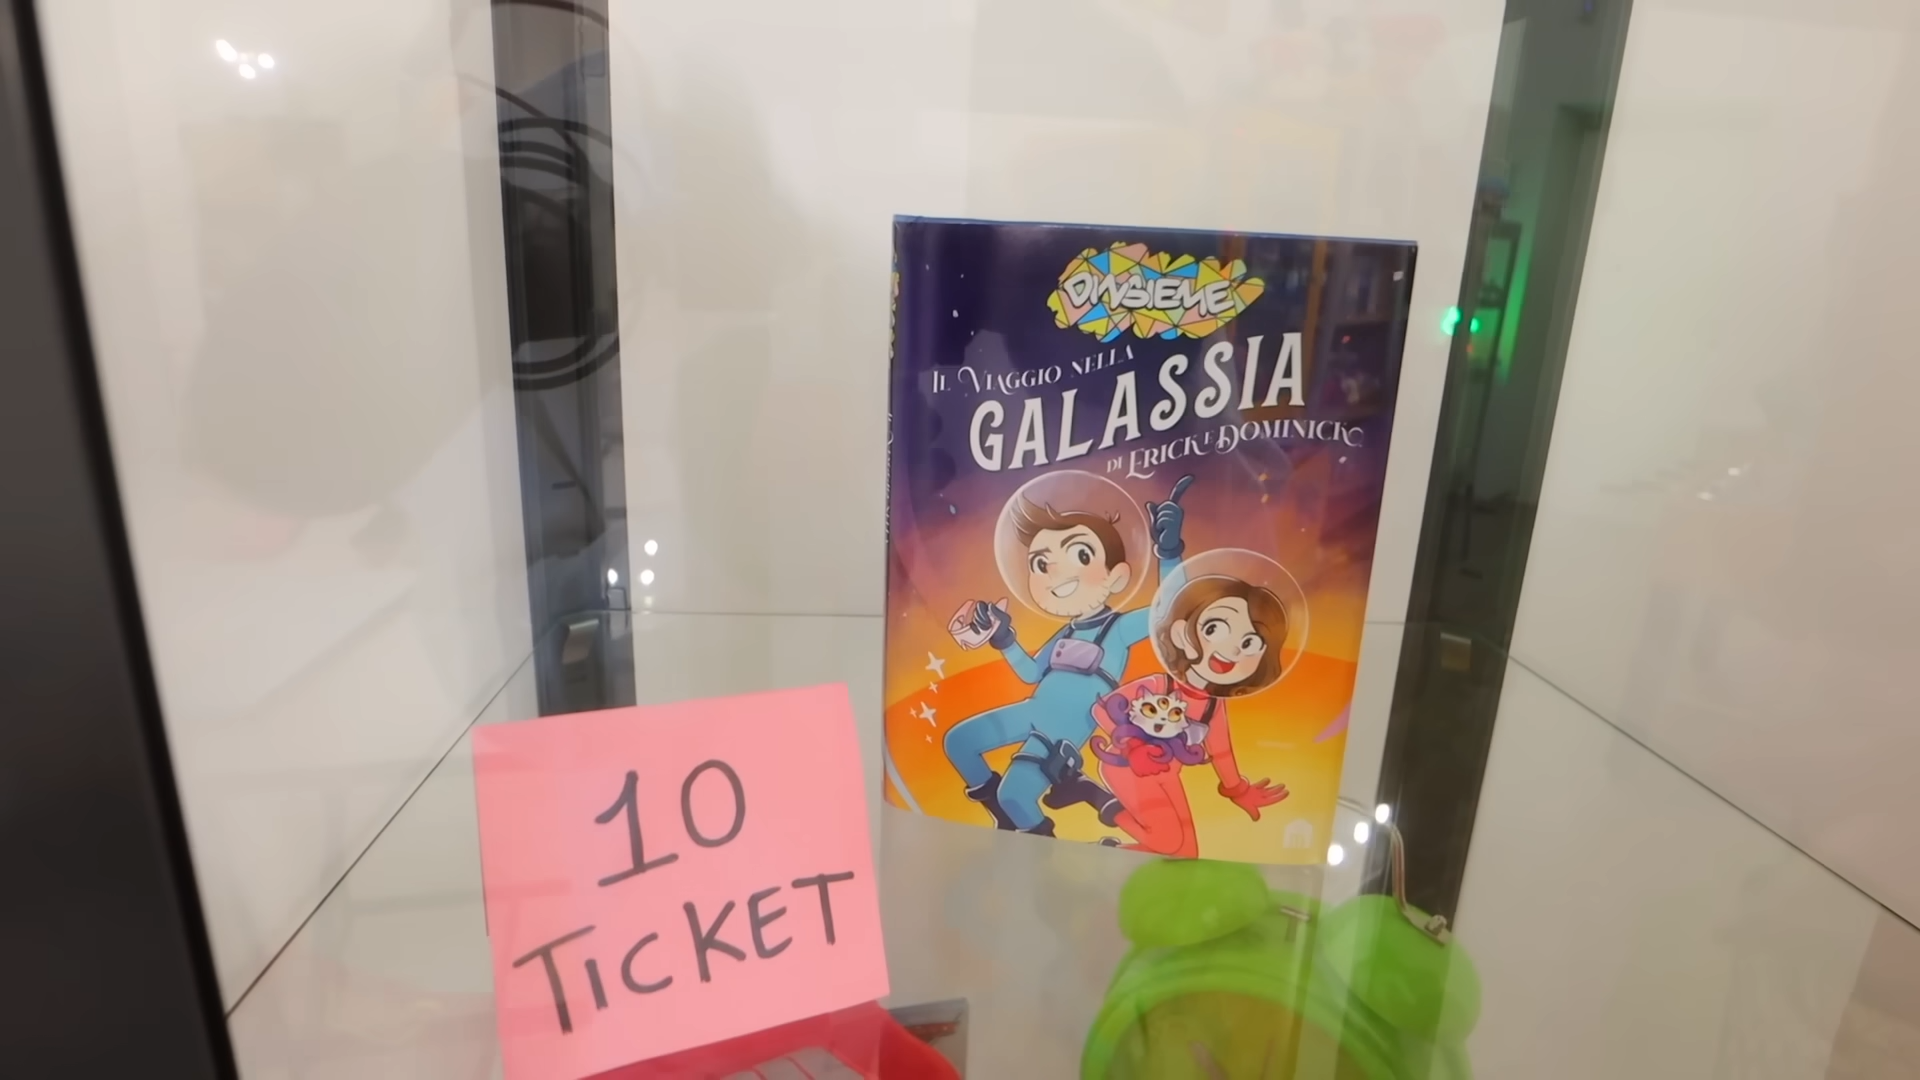 DINSIEME
IL VIAGGIO NELLA
GALASSIA
DI ERICK E DOMINICK
10
TICKET